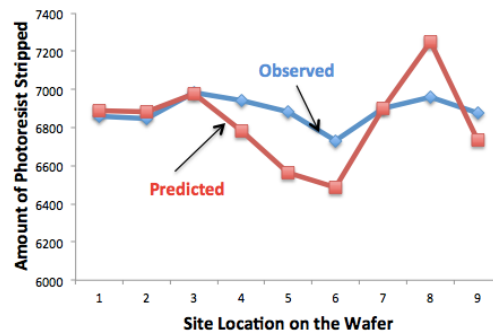 Amount of Photoresist Stripped
7400
7200
7000
6800
6600
6400
6200
6000
Observed
Predicted
1 2 3 4 5 6 7 8 9
Site Location on the Wafer